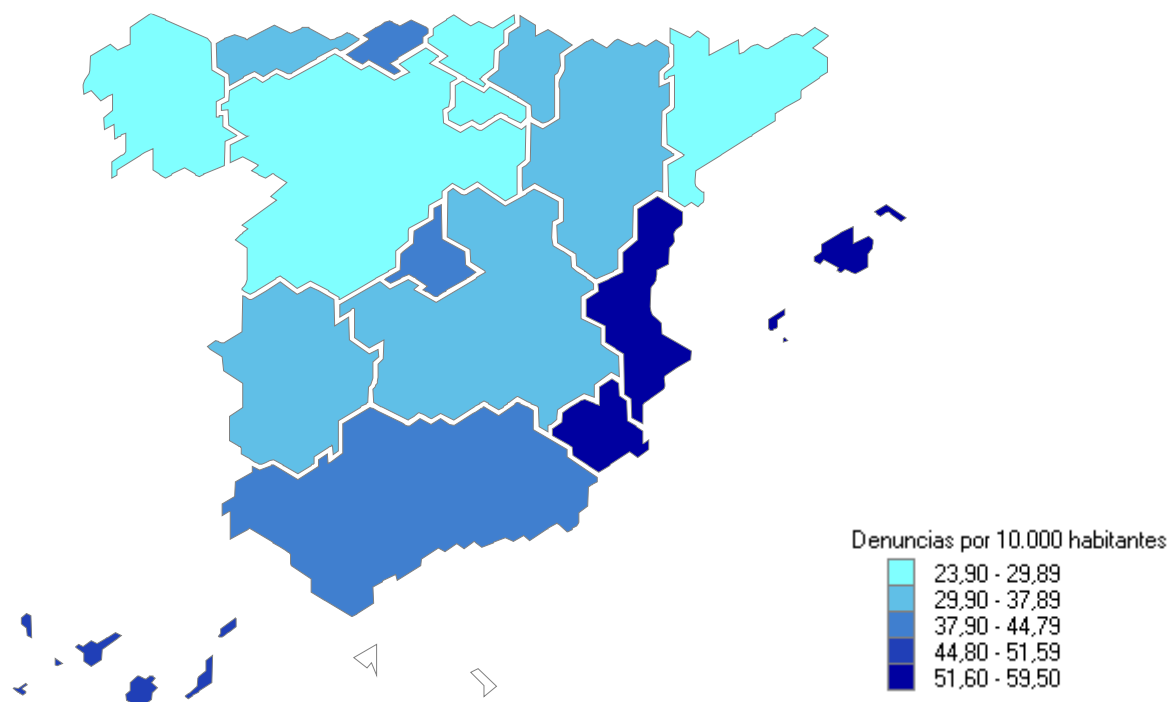 Denuncias por 10.000 habitantes
23,90 - 29,89
29,90 - 37,89
37,90 - 44,79
44,80 - 51,59
51,60 - 59,50